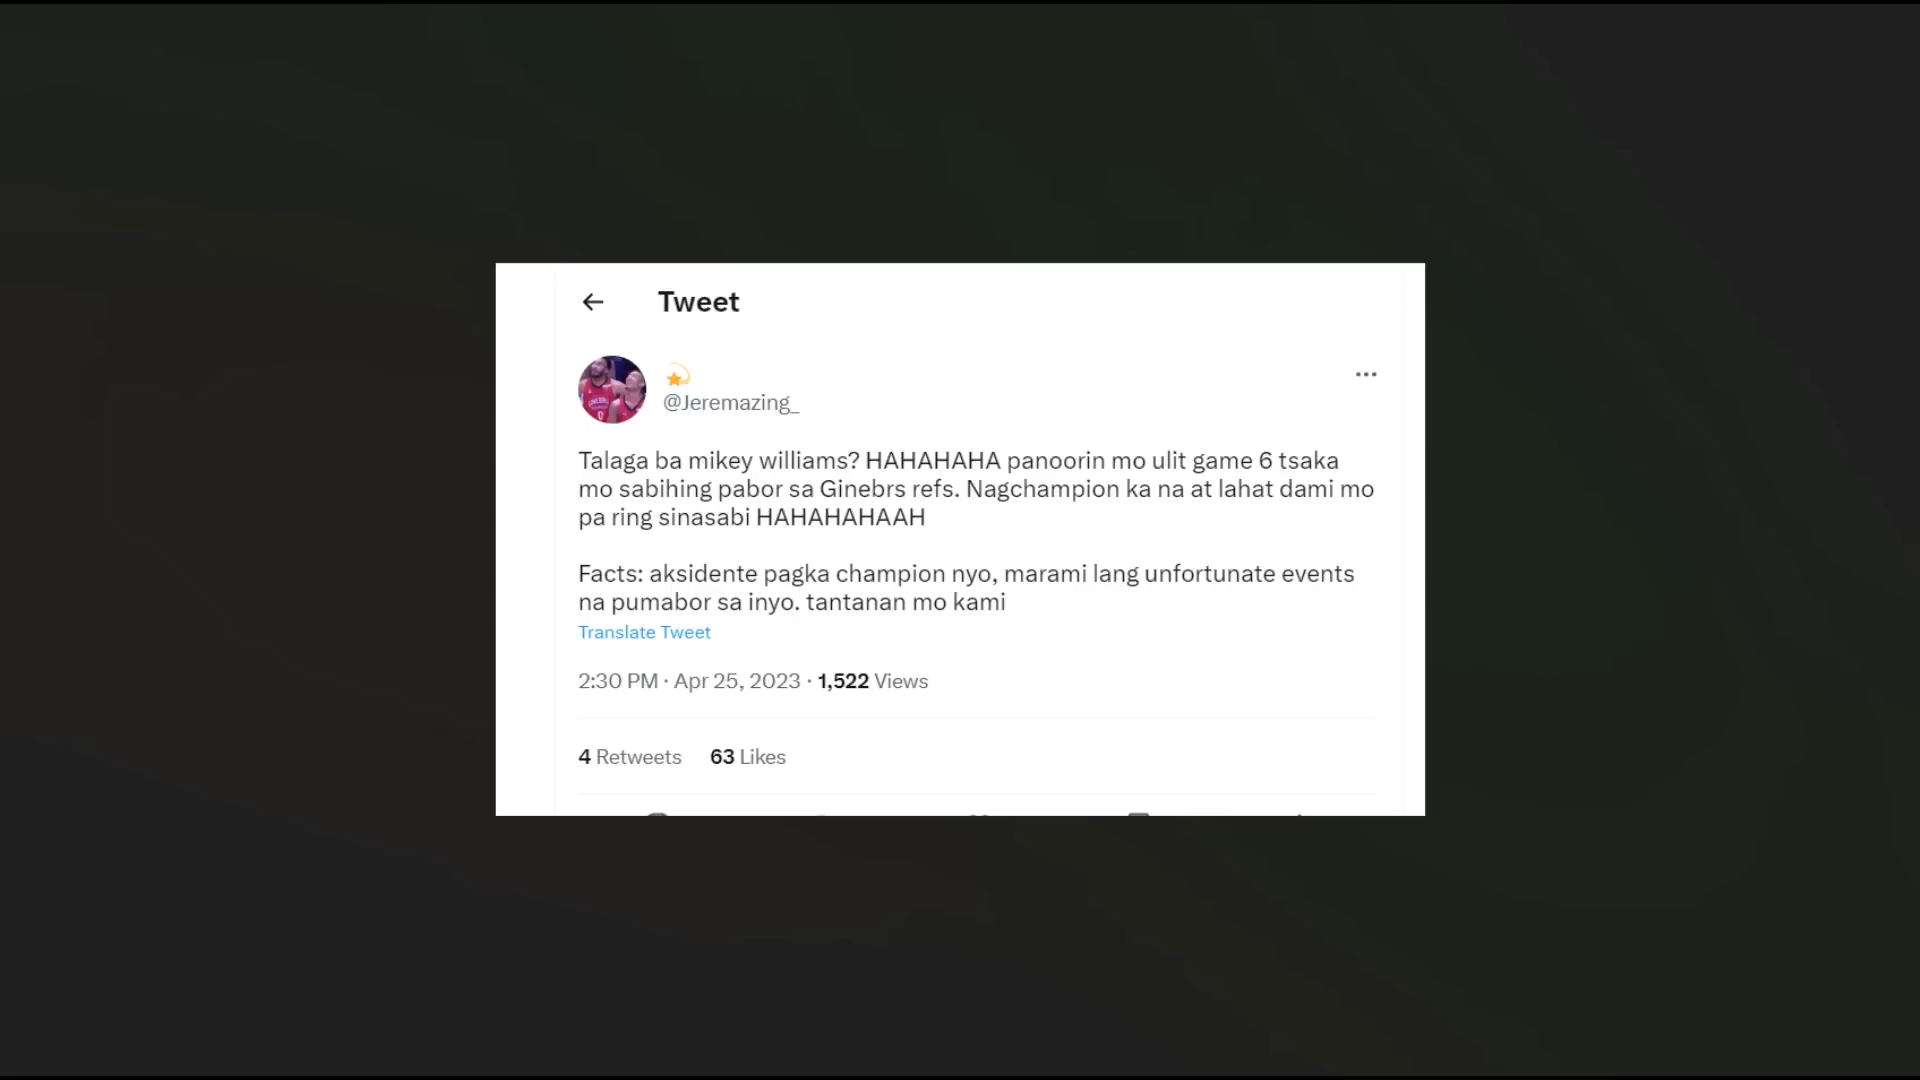 Tweet
@Jeremazing_
Talaga ba mikey williams? HAHAHAHA panoorin mo ulit game 6 tsaka
mo sabihing pabor sa Ginebrs refs. Nagchampion ka na at lahat dami mo
pa ring sinasabi HAHAHAHAAH
Facts: aksidente pagka champion nyo, marami lang unfortunate events
na pumabor sa inyo. tantanan mo kami
Translate Tweet
2:30 PM · Apr 25, 2023 · 1,522 Views
4 Retweets 63 Likes